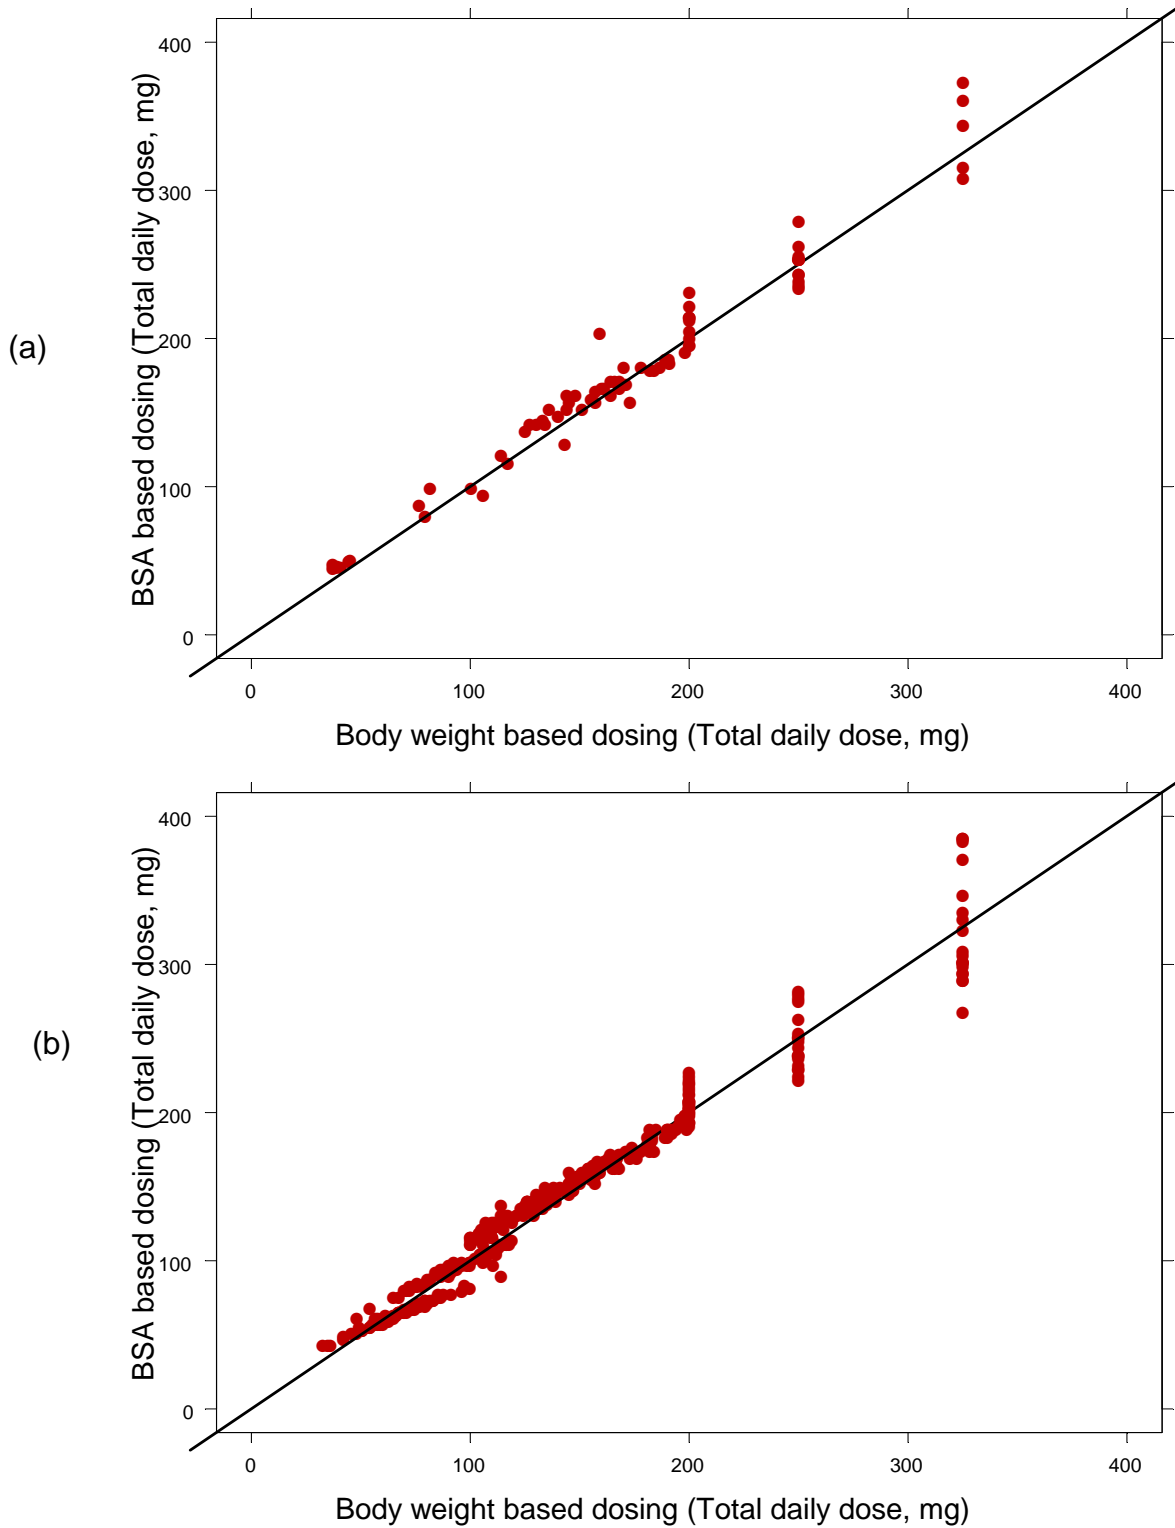 (a)
BSA based dosing (Total daily dose, mg)
400
300
200
100
0
0 100 200 300 400
Body weight based dosing (Total daily dose, mg)
(b)
BSA based dosing (Total daily dose, mg)
400
300
200
100
0
0 100 200 300 400
Body weight based dosing (Total daily dose, mg)